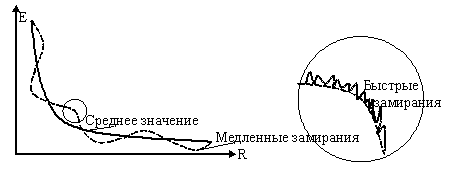 E
Среднее значение
Медленные замирания
R
Быстрые
замирания